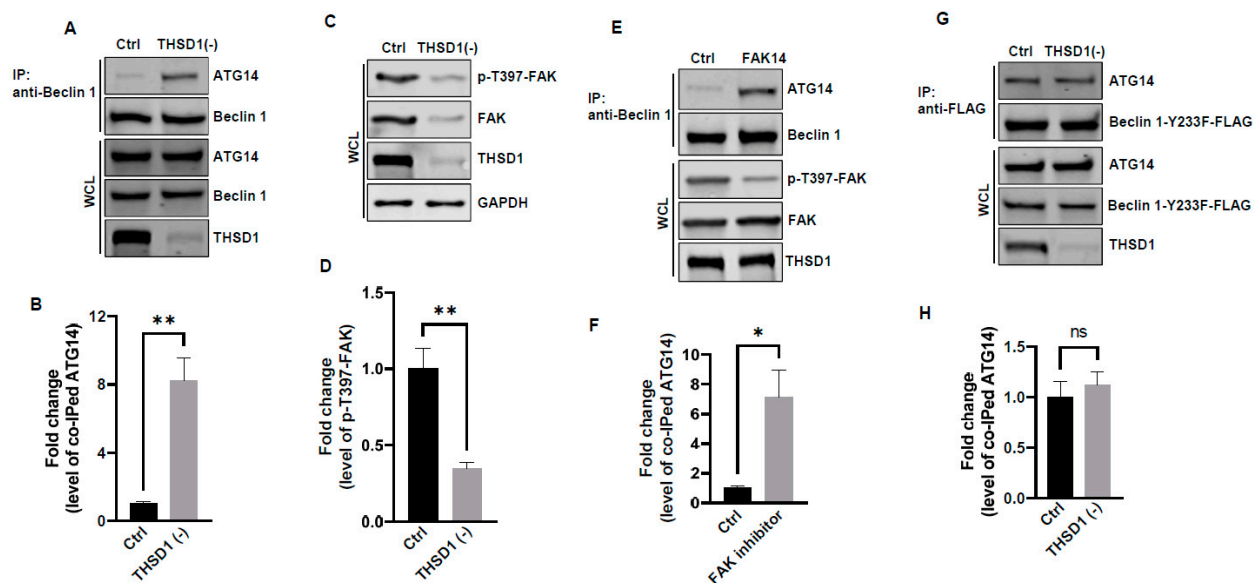 A
Ctrl THSD1(-)
IP:
anti-Beclin 1
ATG14
Beclin 1
WCL
ATG14
Beclin 1
THSD1
B
Fold change
(level of co-IPed ATG14)
12
8
4
0
**
Ctrl
THSD1 (-)
C
Ctrl THSD1(-)
WCL
p-T397-FAK
FAK
THSD1
GAPDH
D
Fold change
(level of p-T397-FAK)
1.5
1.0
0.5
0.0
**
Ctrl
THSD1 (-)
E
Ctrl FAK14
IP:
anti-Beclin 1
ATG14
Beclin 1
WCL
p-T397-FAK
FAK
THSD1
F
Fold change
(level of co-IPed ATG14)
10
8
6
4
2
0
*
Ctrl
FAK inhibitor
G
Ctrl THSD1(-)
IP:
anti-FLAG
ATG14
Beclin 1-Y233F-FLAG
WCL
ATG14
Beclin 1-Y233F-FLAG
THSD1
H
Fold change
(level of co-IPed ATG14)
1.5
1.0
0.5
0.0
ns
Ctrl
THSD1 (-)